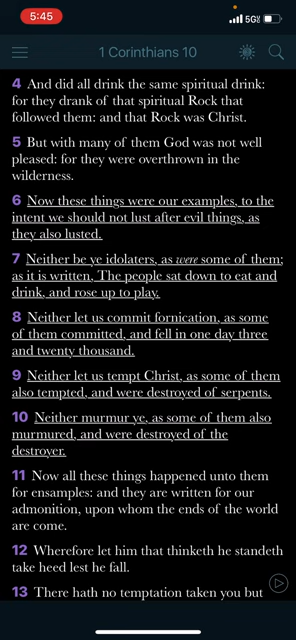 5:45
5G
1 Corinthians 10
4 And did all drink the same spiritual drink:
for they drank of that spiritual Rock that
followed them: and that Rock was Christ.
5 But with many of them God was not well
pleased: for they were overthrown in the
wilderness.
6 Now these things were our examples, to the
intent we should not lust after evil things, as
they also lusted.
7 Neither be ye idolaters, as were some of them;
as it is written, The people sat down to eat and
drink, and rose up to play.
8 Neither let us commit fornication, as some
of them committed, and fell in one day three
and twenty thousand.
9 Neither let us tempt Christ, as some of them
also tempted, and were destroyed of serpents.
10 Neither murmur ye, as some of them also
murmured, and were destroyed of the
destroyer.
11 Now all these things happened unto them
for ensamples: and they are written for our
admonition, upon whom the ends of the world
are come.
12 Wherefore let him that thinketh he standeth
take heed lest he fall.
13 There hath no temptation taken you but